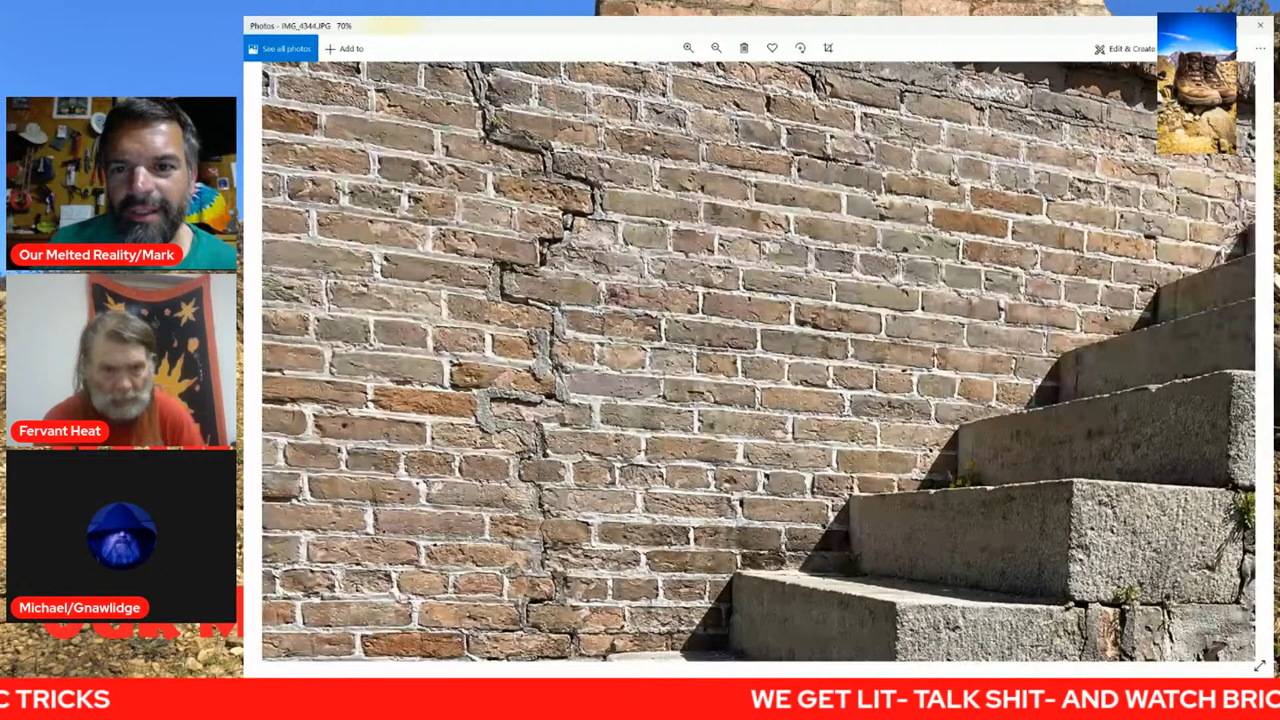 Photos - IMG_4344.JPG 70%
See all photos
Add to
Edit & Create
Our Melted Reality/Mark
Fervant Heat
Michael/Gnawlidge
C TRICKS
WE GET LIT- TALK SHIT- AND WATCH BRIC